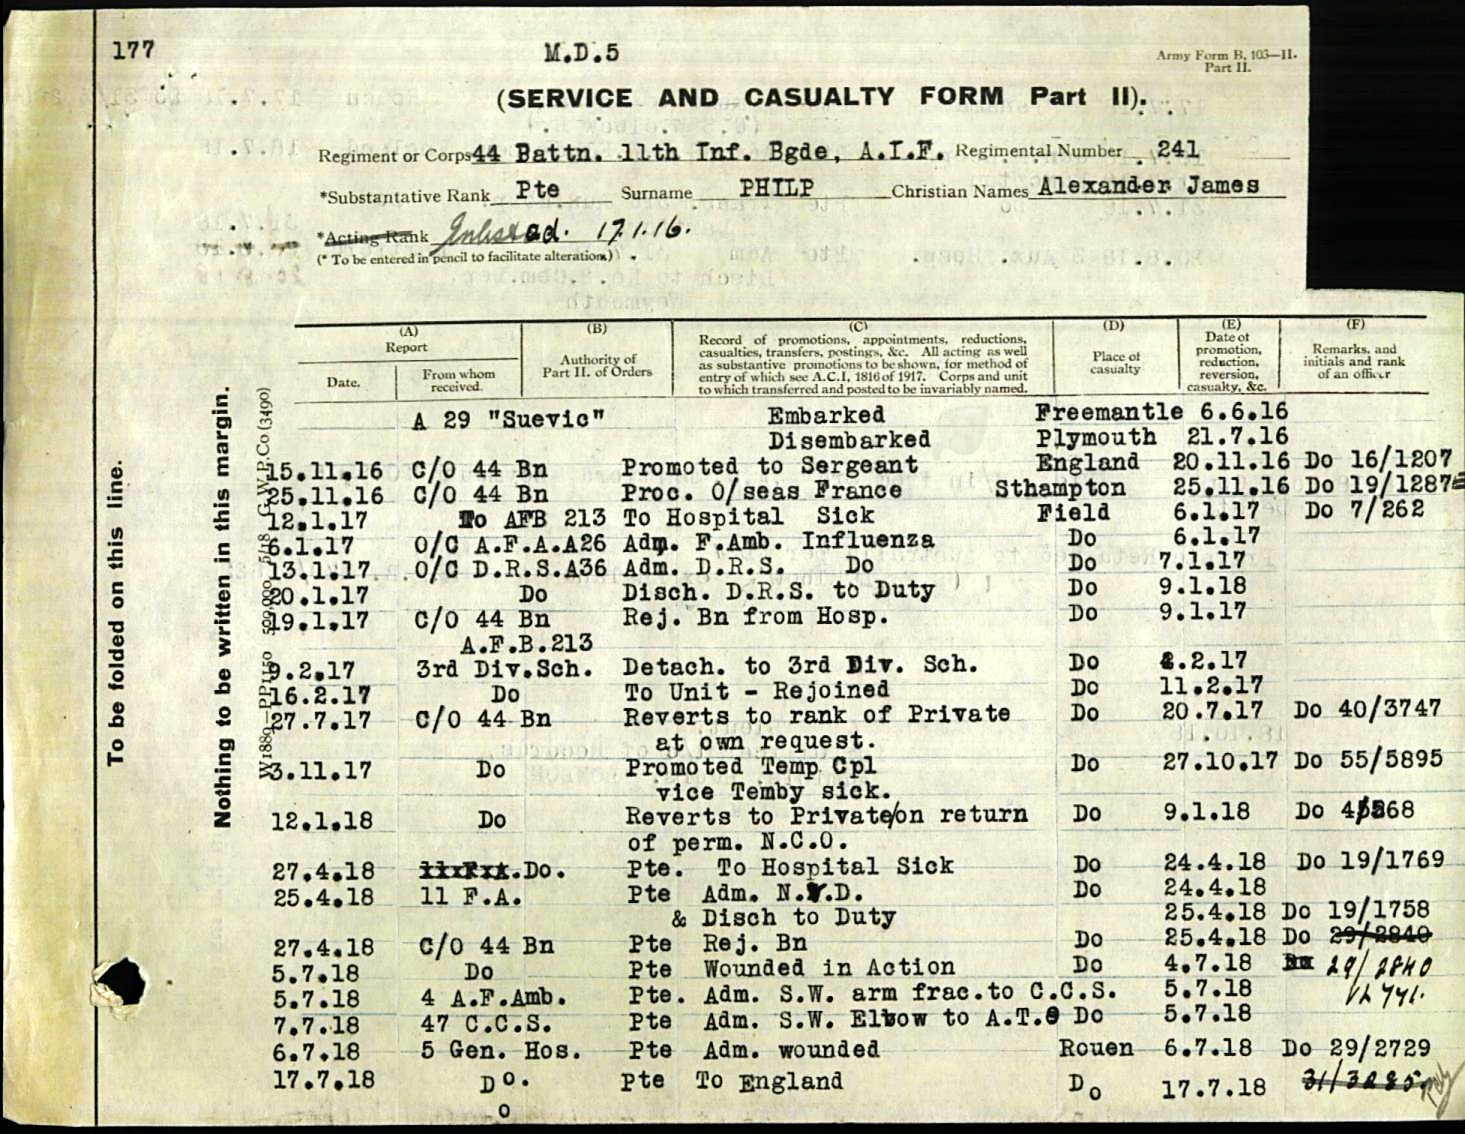 177
M.D.5
Army Form B. 103—II.
Part II.
(SERVICE AND CASUALTY FORM Part II).
Regiment or Corps 44 Battn. 11th Inf. Bgde, A.I.F. Regimental Number 241
*Substantative Rank Pte Surname PHILP Christian Names Alexander James
*Acting Rank Enlisted. 17.1.16.
(* To be entered in pencil to facilitate alteration.)
To be folded on this line.
Nothing to be written in this margin.
(A) Report
Date.
From whom received.
(B)
Authority of Part II. of Orders
(C)
Record of promotions, appointments, reductions,
casualties, transfers, postings, &c. All acting as well
as substantive promotions to be shown, for method of
entry of which see A.C.I, 1816 of 1917. Corps and unit
to which transferred and posted to be invariably named.
(D)
Place of casualty
(E)
Date of promotion, reduction, reversion, casualty, &c.
(F)
Remarks, and initials and rank of an officer
A 29 "Suevic" Embarked Freemantle 6.6.16
Disembarked Plymouth 21.7.16
15.11.16 C/O 44 Bn Promoted to Sergeant England 20.11.16 Do 16/1207
25.11.16 C/O 44 Bn Proc. O/seas France Sthampton 25.11.16 Do 19/1287
12.1.17 To AFB 213 To Hospital Sick Field 6.1.17 Do 7/262
6.1.17 O/C A.F.A.A26 Adm. F.Amb. Influenza Do 6.1.17
13.1.17 O/C D.R.S.A36 Adm. D.R.S. Do Do 7.1.17
20.1.17 Do Disch. D.R.S. to Duty Do 9.1.18
19.1.17 C/O 44 Bn Rej. Bn from Hosp. Do 9.1.17
A.F.B.213
9.2.17 3rd Div.Sch. Detach. to 3rd Div. Sch. Do .2.17
16.2.17 Do To Unit - Rejoined Do 11.2.17
27.7.17 C/O 44 Bn Reverts to rank of Private Do 20.7.17 Do 40/3747
at own request.
3.11.17 Do Promoted Temp Cpl Do 27.10.17 Do 55/5895
vice Temby sick.
12.1.18 Do Reverts to Private/on return Do 9.1.18 Do
of perm. N.C.O.
27.4.18 Do. Pte. To Hospital Sick Do 24.4.18 Do 19/1769
25.4.18 11 F.A. Pte Adm. N.Y.D. Do 24.4.18
& Disch to Duty 25.4.18 Do 19/1758
27.4.18 C/O 44 Bn Pte Rej. Bn Do 25.4.18 Do 29/2840
5.7.18 Do Pte Wounded in Action Do 4.7.18 29/2840
5.7.18 4 A.F.Amb. Pte. Adm. S.W. arm frac.to C.C.S. 5.7.18
7.7.18 47 C.C.S. Pte Adm. S.W. Elbow to A.T. Do 5.7.18
6.7.18 5 Gen. Hos. Pte Adm. wounded Rouen 6.7.18 Do 29/2729
17.7.18 Do. Pte To England Do 17.7.18 31/3285
o